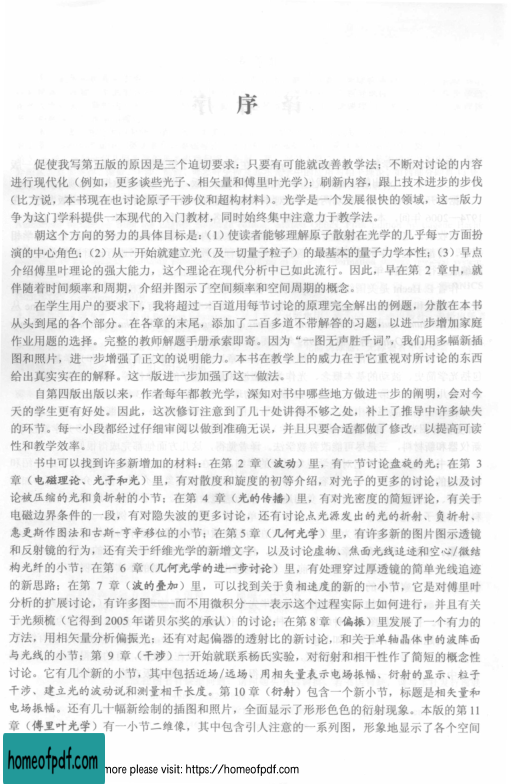 序
促使我写第五版的原因是三个迫切要求：只要有可能就改善教学法；不断对讨论的内容
进行现代化（例如，更多谈些光子、相矢量和傅里叶光学）；刷新内容，跟上技术进步的步伐
（比方说，本书现在也讨论原子干涉仪和超构材料）。光学是一个发展很快的领域，这一版力
争为这门学科提供一本现代的入门教材，同时始终集中注意力于教学法。
朝这个方向的努力的具体目标是：（1）使读者能够理解原子散射在光学的几乎每一方面扮
演的中心角色；（2）从一开始就建立光（及一切量子粒子）的最基本的量子力学本性；（3）早点
介绍傅里叶理论的强大能力，这个理论在现代分析中已如此流行。因此，早在第 2 章中，就
伴随着时间频率和周期，介绍并图示了空间频率和空间周期的概念。
在学生用户的要求下，我将超过一百道用每节讨论的原理完全解出的例题，分散在本书
从头到尾的各个部分。在各章的末尾，添加了二百多道不带解答的习题，以进一步增加家庭
作业用题的选择。完整的教师解题手册承索即寄。因为“一图无声胜千词”，我们用多幅新插
图和照片，进一步增强了正文的说明能力。本书在教学上的威力在于它重视对所讨论的东西
给出真实实在的解释。这一版进一步加强了这一做法。
自第四版出版以来，作者每年都教光学，深知对书中哪些地方做进一步的阐明，会对今
天的学生更有好处。因此，这次修订注意到了几十处讲得不够之处，补上了推导中许多缺失
的环节。每一小段都经过仔细审阅以做到准确无误，并且只要合适都做了修改，以提高可读
性和教学效率。
书中可以找到许多新增加的材料：在第 2 章（波动）里，有一节讨论盘旋的光；在第 3
章（电磁理论、光子和光）里，有对散度和旋度的初等介绍，对光子的更多的讨论，以及讨
论被压缩的光和负折射的小节；在第 4 章（光的传播）里，有对光密度的简短评论，有关于
电磁边界条件的一段，有对隐失波的更多讨论，还有讨论点光源发出的光的折射、负折射、
惠更斯作图法和古斯-亨辛移位的小节；在第 5 章（几何光学）里，有许多新的图片图示透镜
和反射镜的行为，还有关于纤维光学的新增文字，以及讨论虚物、焦面光线追迹和空心/微结
构光纤的小节；在第 6 章（几何光学的进一步讨论）里，有处理穿过厚透镜的简单光线追迹
的新思路；在第 7 章（波的叠加）里，可以找到关于负相速度的新的一小节，它是对傅里叶
分析的扩展讨论，有许多图——而不用微积分——表示这个过程实际上如何进行，并且有关
于光频梳（它得到 2005 年诺贝尔奖的承认）的讨论；在第 8 章（偏振）里发展了一个有力的
方法，用相矢量分析偏振光；还有对起偏器的透射比的新讨论，和关于单轴晶体中的波阵面
与光线的小节；第 9 章（干涉）一开始就联系杨氏实验，对衍射和相干性作了简短的概念性
讨论。它有几个新的小节，其中包括近场/远场、用相矢量表示电场振幅、衍射的显示、粒子
干涉、建立光的波动说和测量相干长度。第 10 章（衍射）包含一个新小节，标题是相矢量和
电场振幅。还有几十幅新绘制的插图和照片，全面显示了形形色色的衍射现象。本版的第 11
章（傅里叶光学）有一小节二维像，其中包含引人注意的一系列图，形象地显示了各个空间
homeofpdf.com
more please visit: https://homeofpdf.com